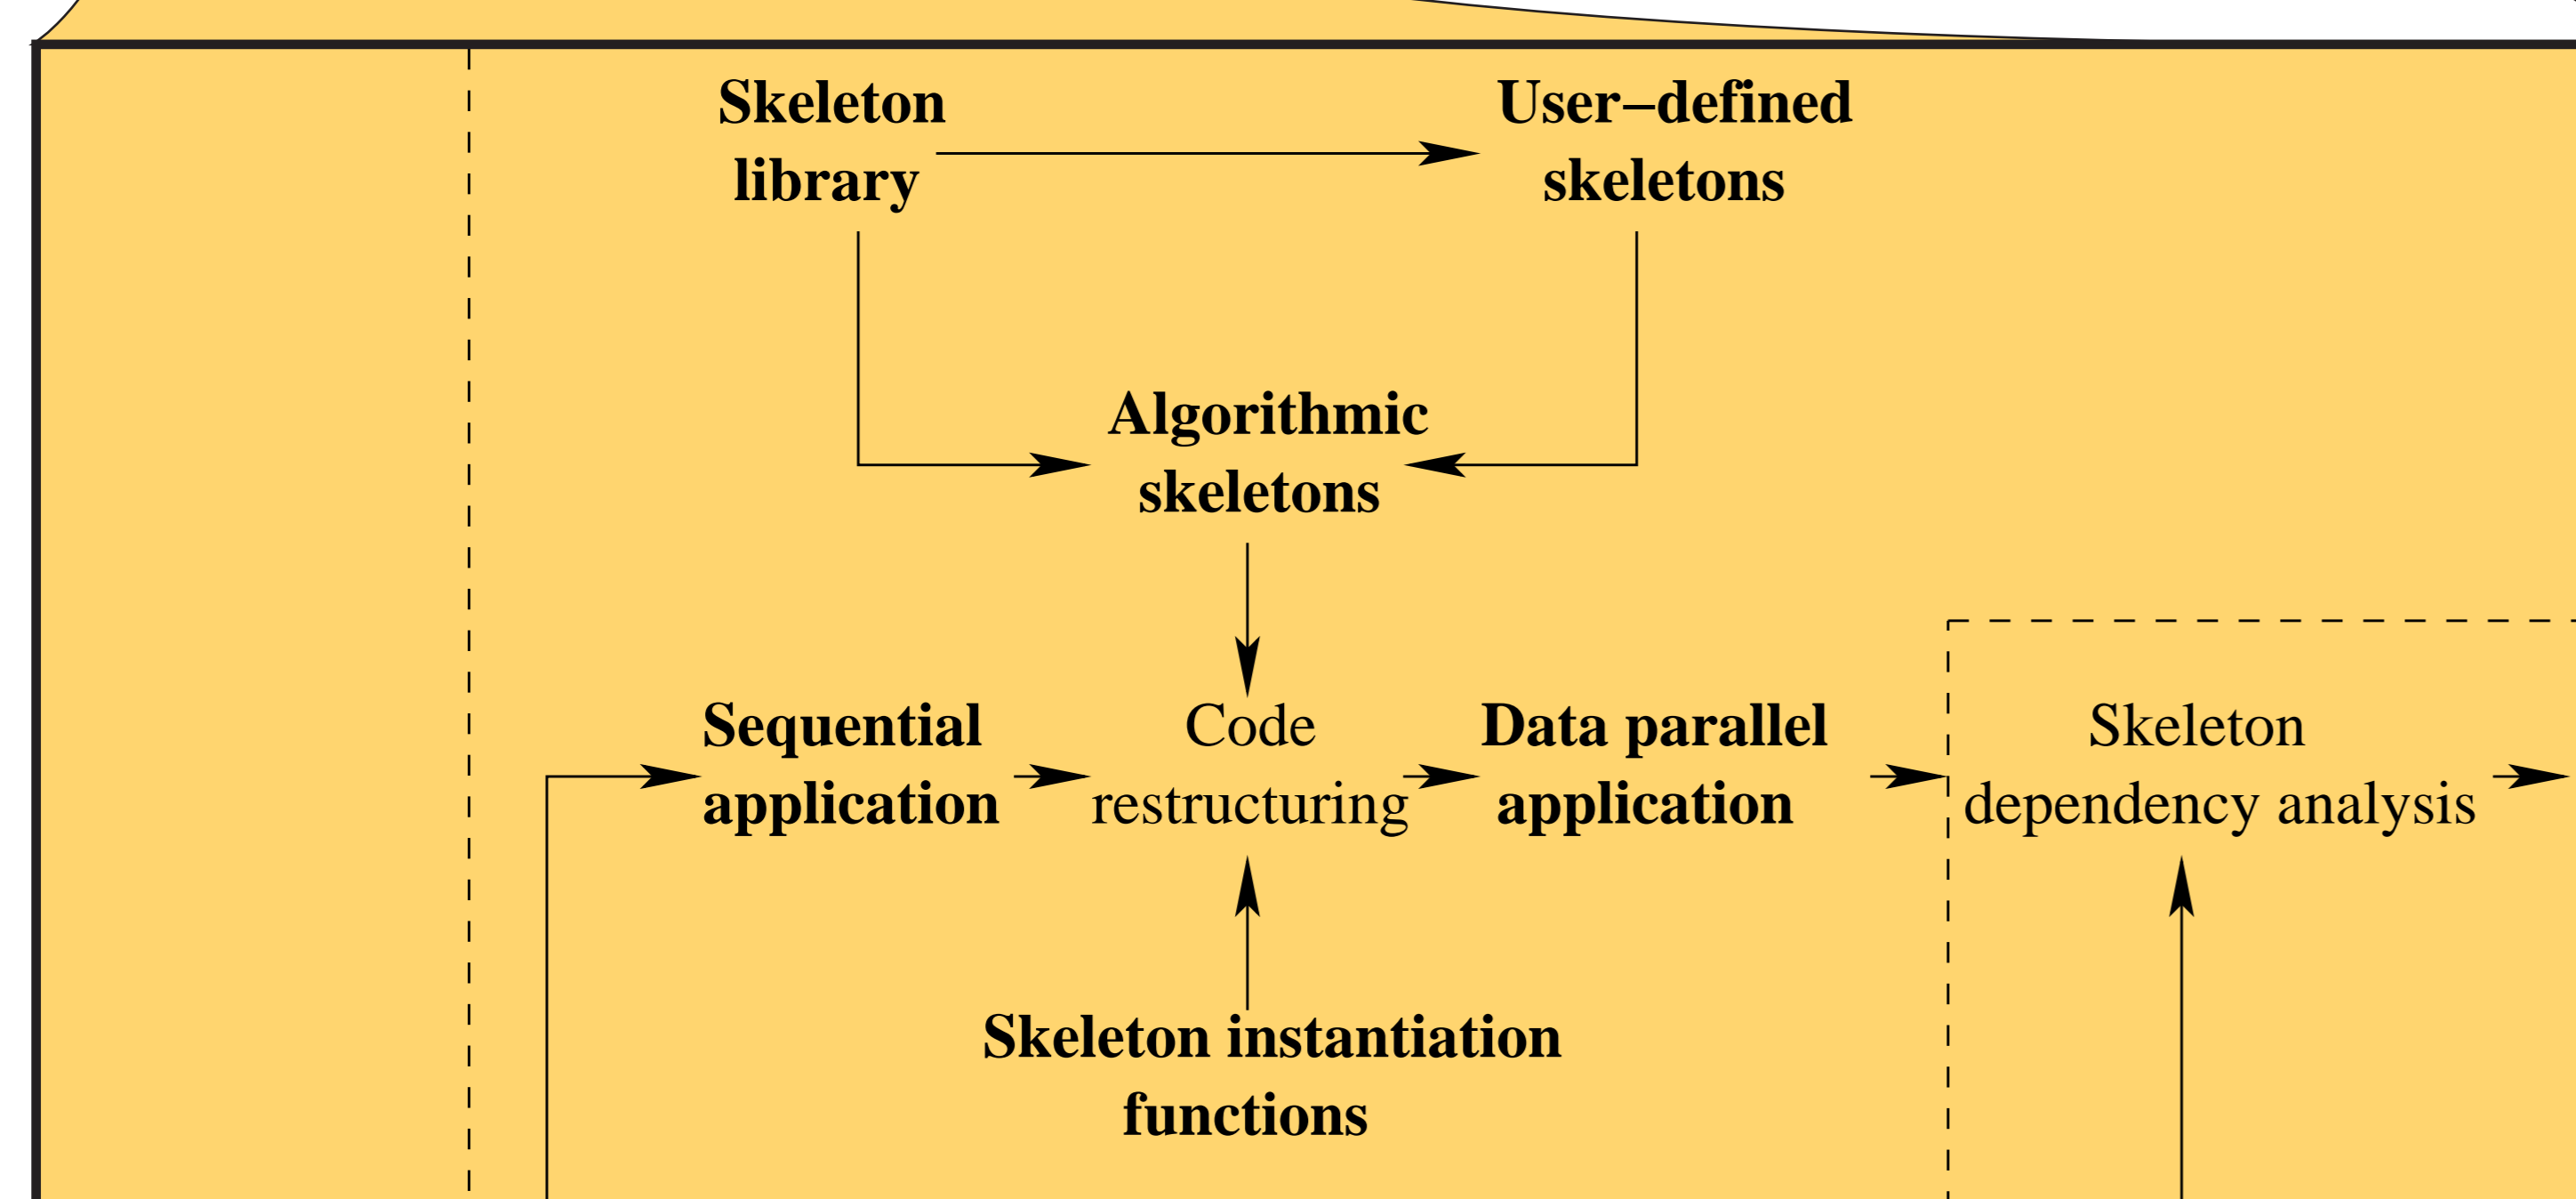 Skeleton
library
User–defined
skeletons
Algorithmic
skeletons
Sequential
application
Code
restructuring
Data parallel
application
Skeleton
dependency analysis
Skeleton instantiation
functions